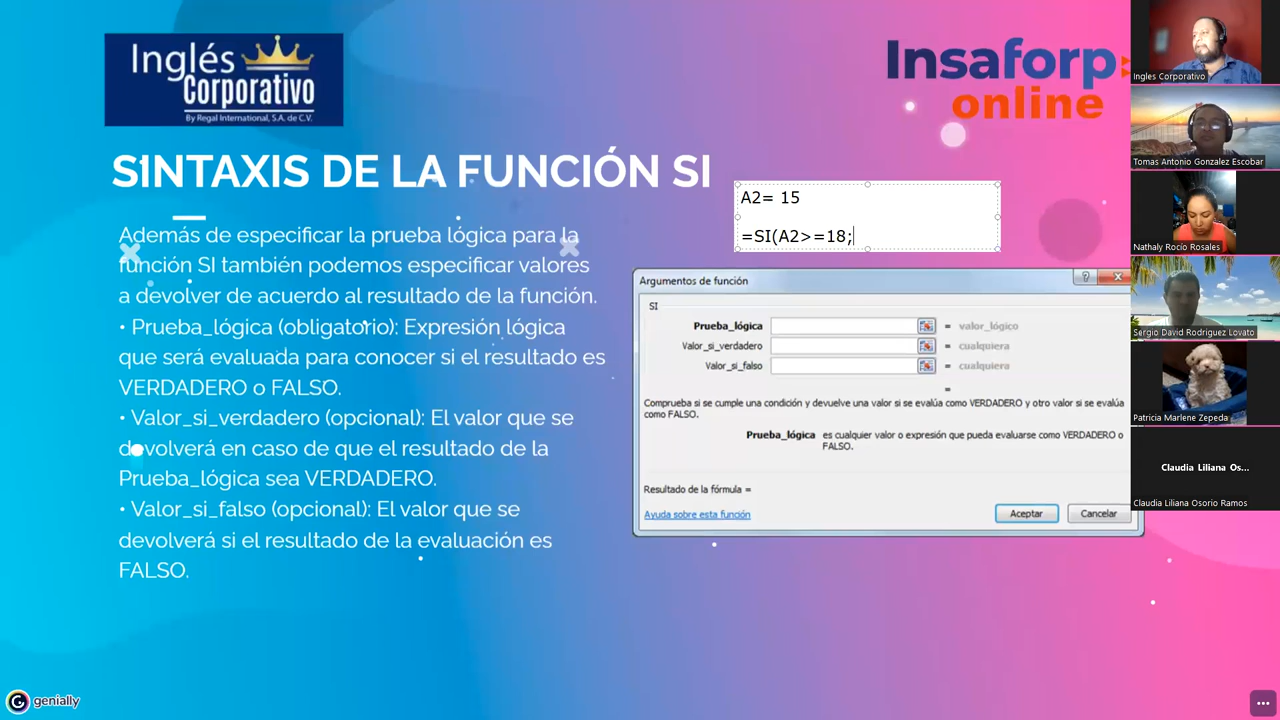 Inglés
Corporativo
By Regal International, S.A. de C.V.
Insaforp
online
SINTAXIS DE LA FUNCIÓN SI
Además de especificar la prueba lógica para la
función SI también podemos especificar valores
a devolver de acuerdo al resultado de la función.
• Prueba_lógica (obligatorio): Expresión lógica
que será evaluada para conocer si el resultado es
VERDADERO o FALSO.
• Valor_si_verdadero (opcional): El valor que se
devolverá en caso de que el resultado de la
Prueba_lógica sea VERDADERO.
• Valor_si_falso (opcional): El valor que se
devolverá si el resultado de la evaluación es
FALSO.
A2= 15
=SI(A2>=18;
Argumentos de función
SI
Prueba_lógica = valor_lógico
Valor_si_verdadero = cualquiera
Valor_si_falso = cualquiera
=
Comprueba si se cumple una condición y devuelve una valor si se evalúa como VERDADERO y otro valor si se evalúa
como FALSO.
Prueba_lógica es cualquier valor o expresión que pueda evaluarse como VERDADERO o
FALSO.
Resultado de la fórmula =
Ayuda sobre esta función
Aceptar
Cancelar
Ingles Corporativo
Tomas Antonio Gonzalez Escobar
Nathaly Rocío Rosales
Sergio David Rodriguez Lovato
Patricia Marlene Zepeda
Claudia Liliana Os...
Claudia Liliana Osorio Ramos
genially